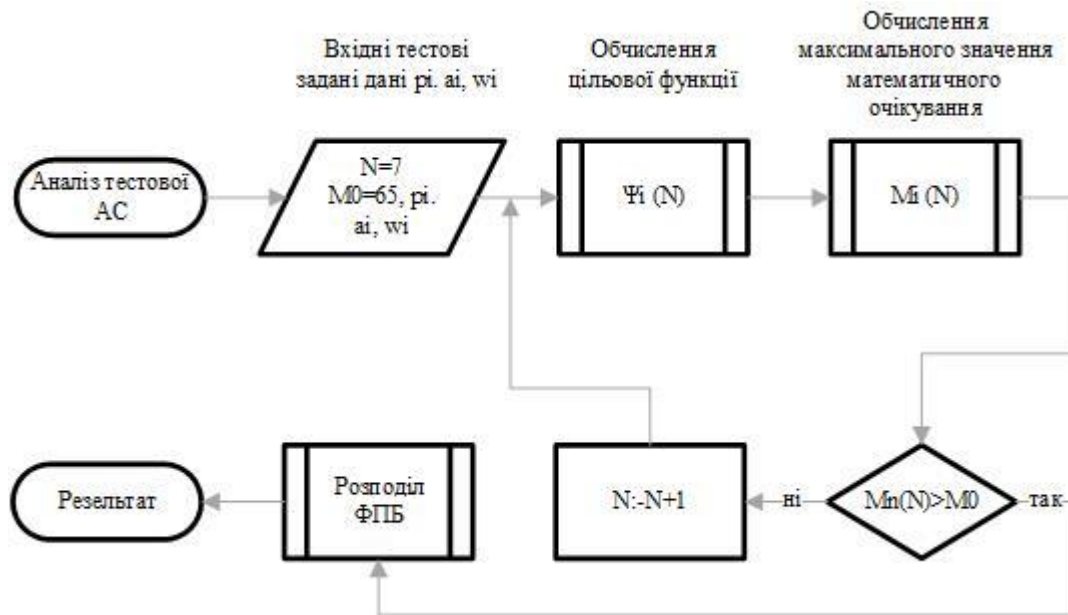 Вхідні тестові
задані дані pi. ai, wi
Обчислення
цільової функції
Обчислення
максимального значення
математичного
очікування
Аналіз тестової
АС
N=7
M0=65, pi.
ai, wi
Ψi (N)
Mi (N)
Резельтат
Розподіл
ФПБ
N:-N+1
ні
Mn(N)>M0
так